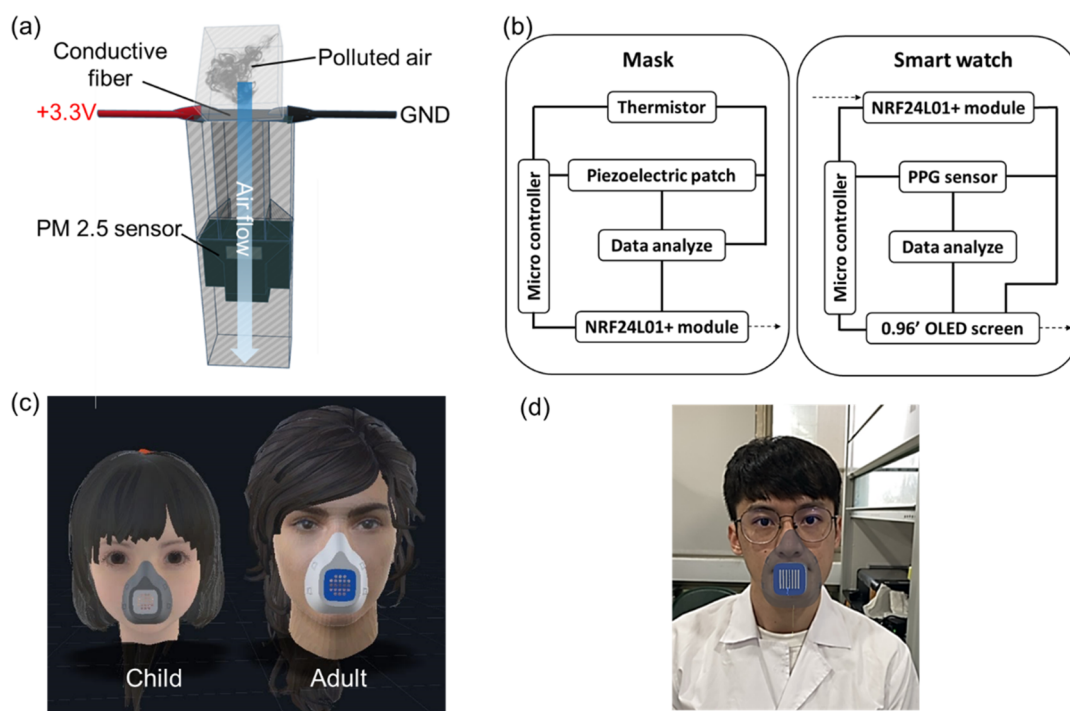 (a)
Conductive
fiber
Polluted air
+3.3V
GND
Air flow
PM 2.5 sensor
(b)
Mask
Thermistor
Micro controller
Piezoelectric patch
Data analyze
NRF24L01+ module
Smart watch
NRF24L01+ module
Micro controller
PPG sensor
Data analyze
0.96’ OLED screen
(c)
Child
Adult
(d)